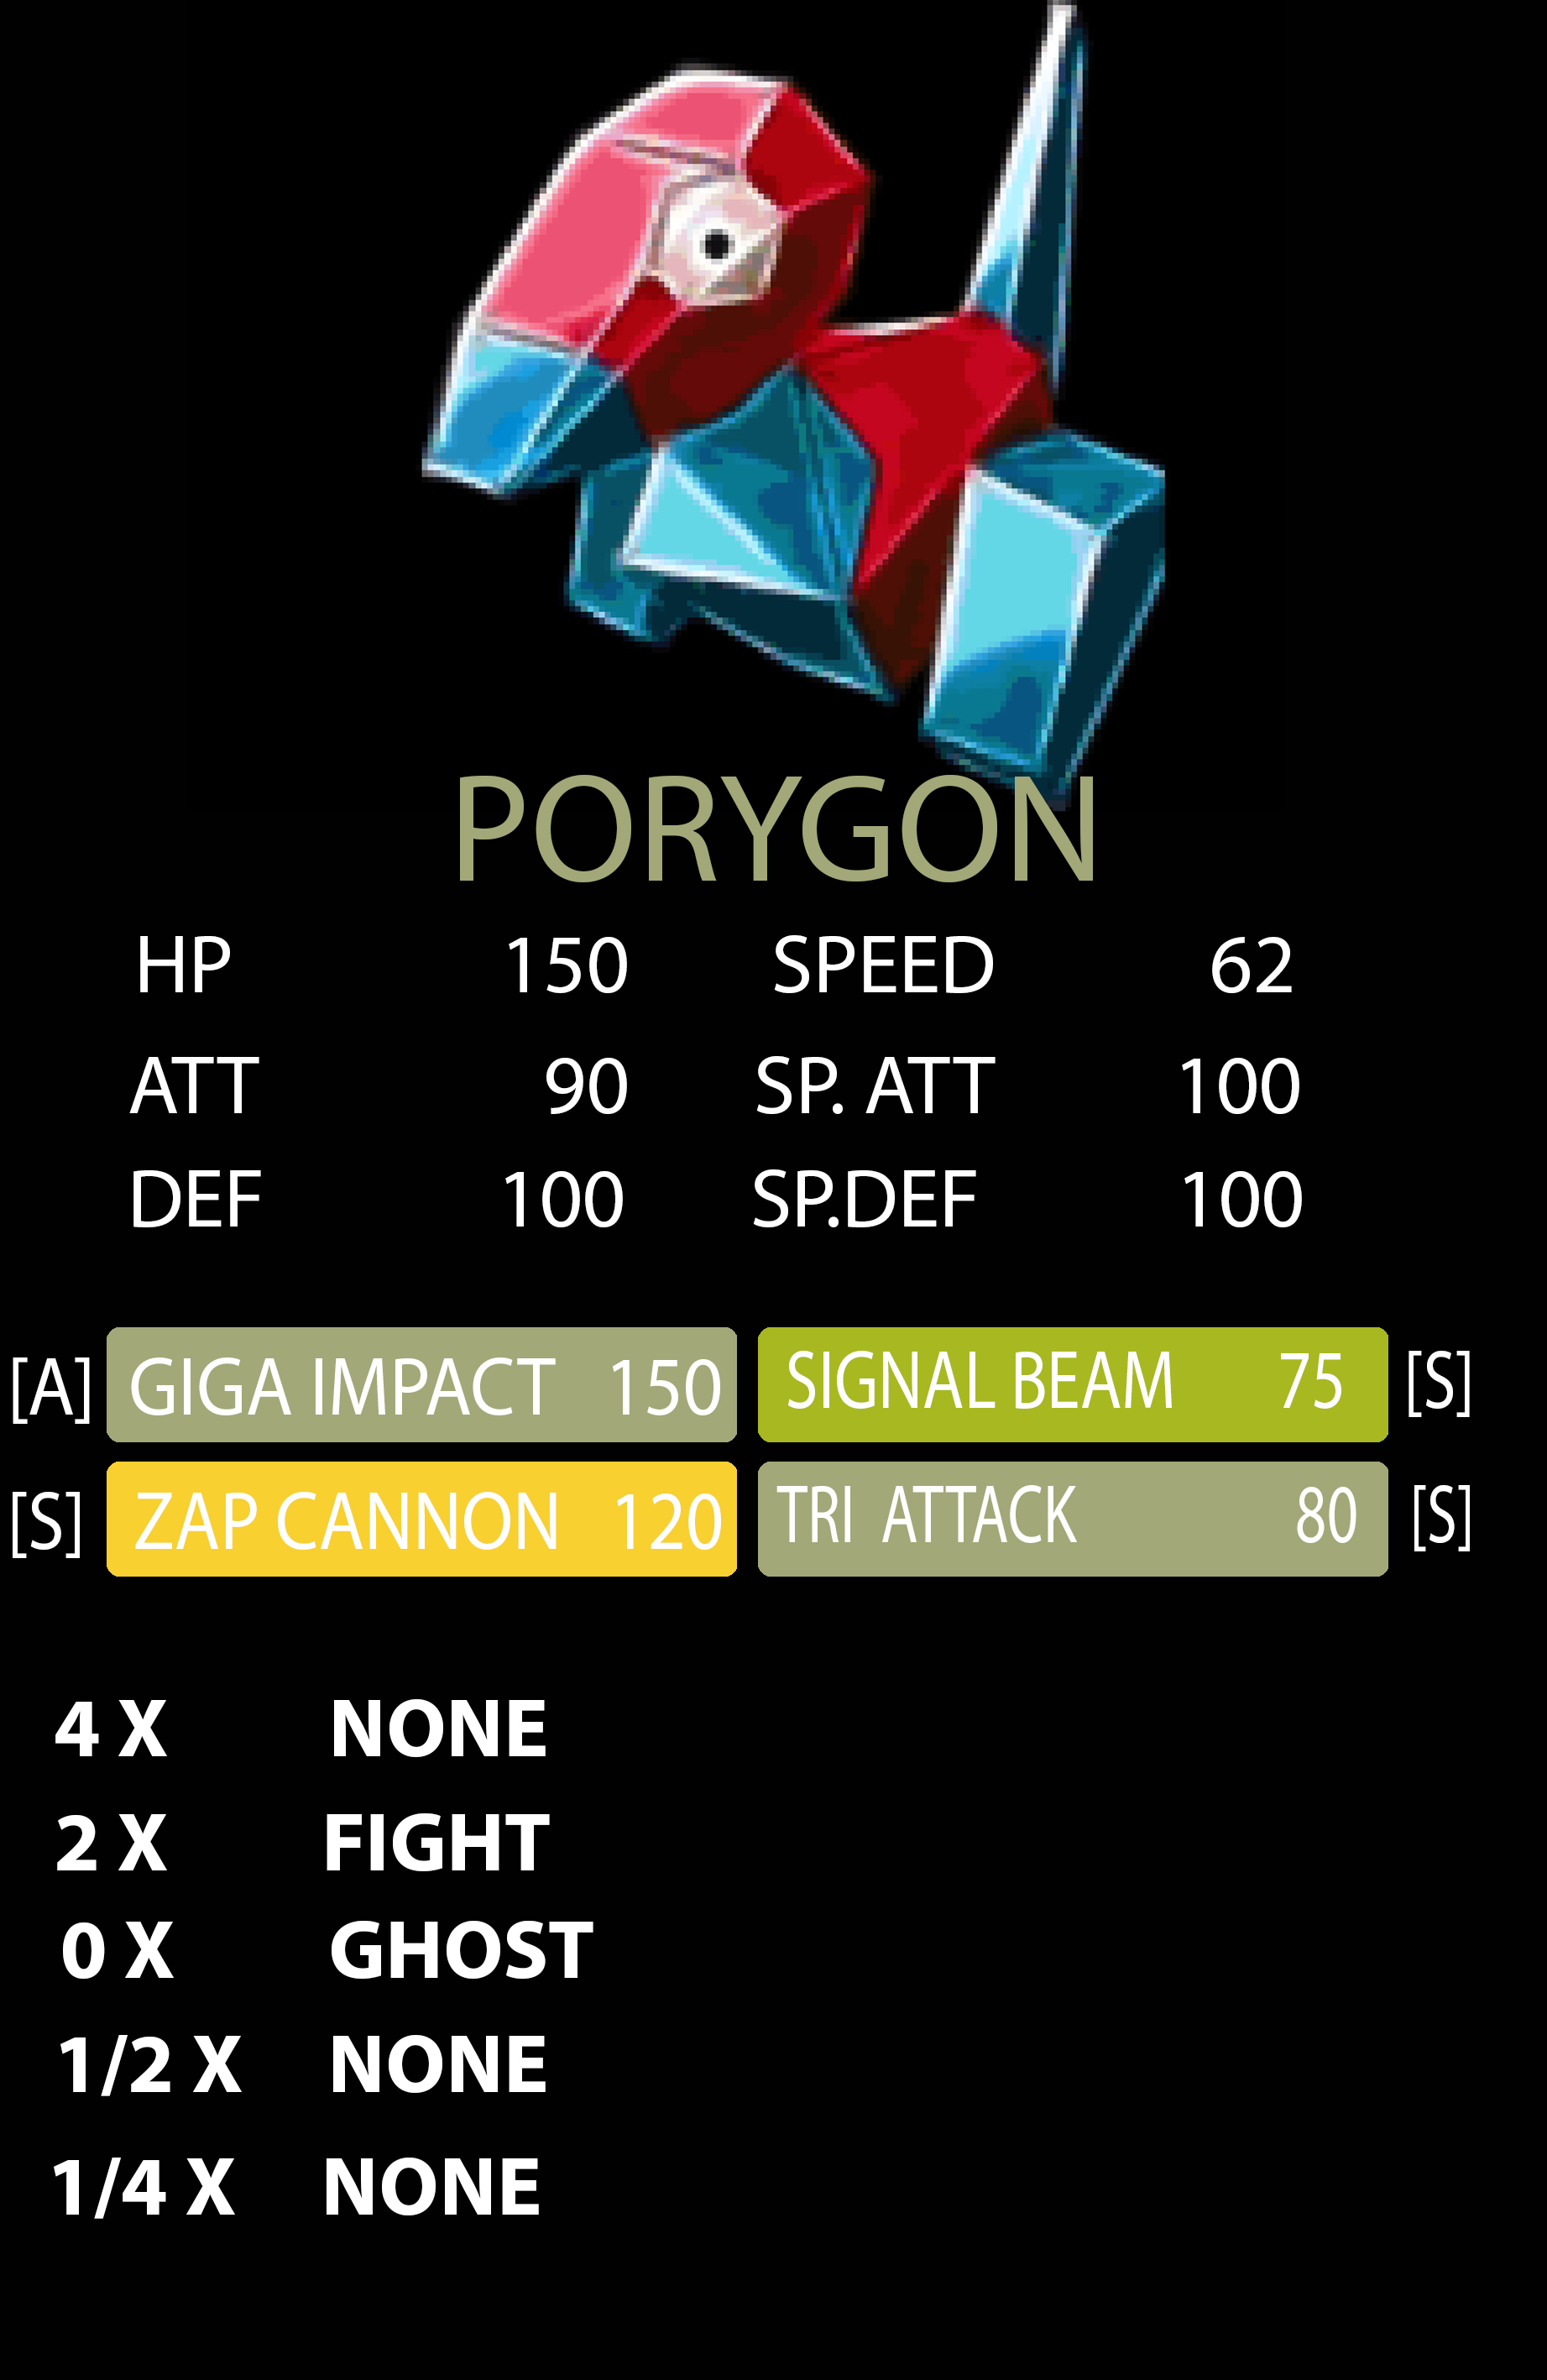 PORYGON
HP 150 SPEED 62
ATT 90 SP. ATT 100
DEF 100 SP.DEF 100
[A] GIGA IMPACT 150 SIGNAL BEAM 75 [S]
[S] ZAP CANNON 120 TRI ATTACK 80 [S]
4 X NONE
2 X FIGHT
0 X GHOST
1/2 X NONE
1/4 X NONE